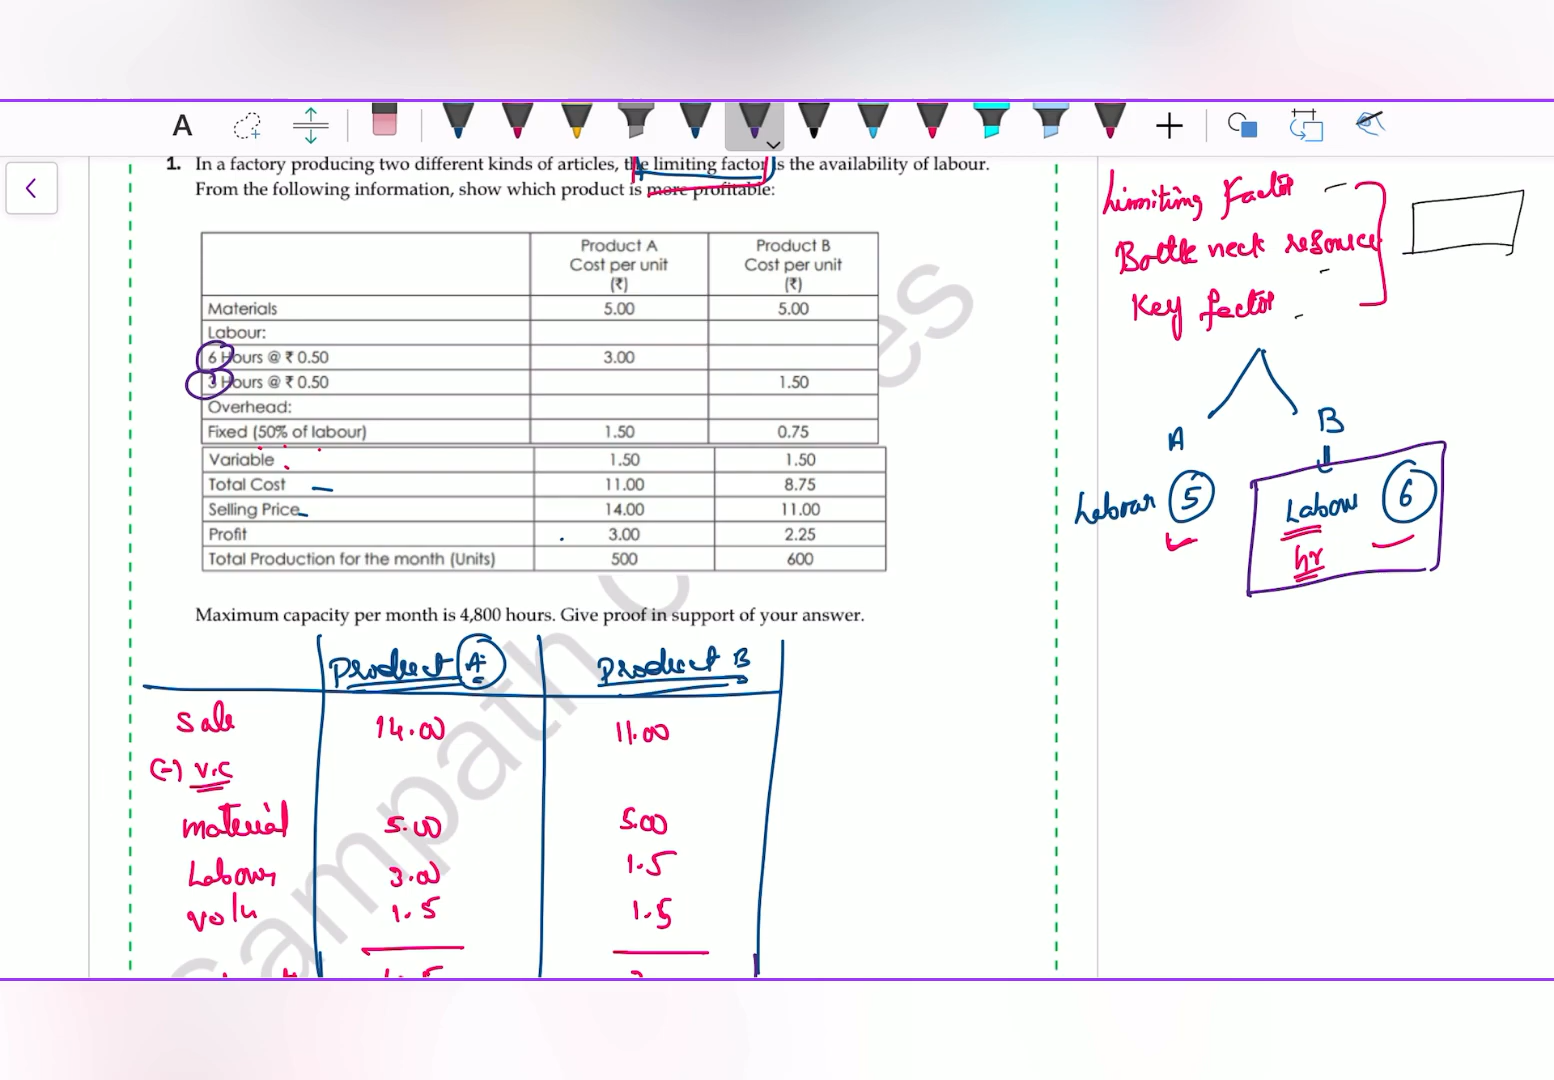 A
1. In a factory producing two different kinds of articles, the limiting factor is the availability of labour.
From the following information, show which product is more profitable:
Product A Cost per unit (₹) Product B Cost per unit (₹)
Materials 5.00 5.00
Labour:
6 Hours @ ₹ 0.50 3.00
3 Hours @ ₹ 0.50 1.50
Overhead:
Fixed (50% of labour) 1.50 0.75
Variable 1.50 1.50
Total Cost 11.00 8.75
Selling Price 14.00 11.00
Profit 3.00 2.25
Total Production for the month (Units) 500 600
Maximum capacity per month is 4,800 hours. Give proof in support of your answer.
Product A Product B
Sale 14.00 11.00
(-) V.C
material 5.00 5.00
Labour 3.00 1.5
vo/h 1.5 1.5
Limiting Factor
Bottle neck resource
Key factor
A B
Labour 5 Labour 6
hr
Sampath